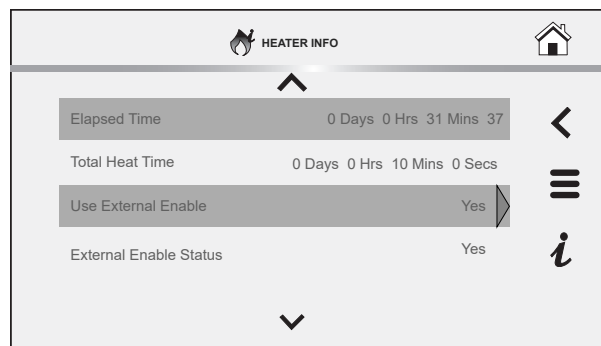 HEATER INFO
Elapsed Time 0 Days 0 Hrs 31 Mins 37
Total Heat Time 0 Days 0 Hrs 10 Mins 0 Secs
Use External Enable Yes
External Enable Status Yes